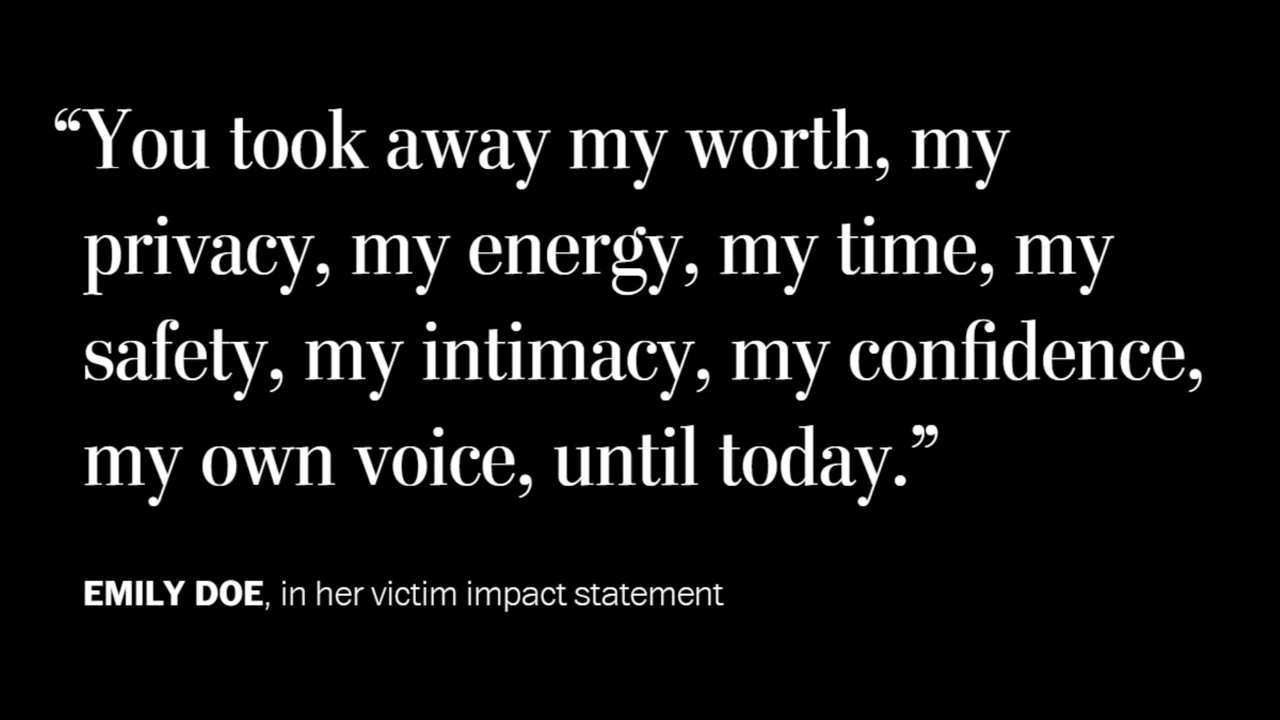 “You took away my worth, my
privacy, my energy, my time, my
safety, my intimacy, my confidence,
my own voice, until today.”
EMILY DOE, in her victim impact statement